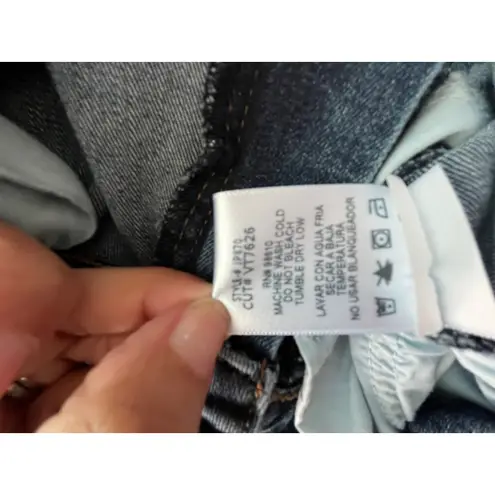 STYLE# JP470
CUT# VT7626
RN# 98610
MACHINE WASH COLD
DO NOT BLEACH
TUMBLE DRY LOW
LAVAR CON AGUA FRIA
SECAR A BAJA
TEMPERATURA
NO USAR BLANQUEADOR